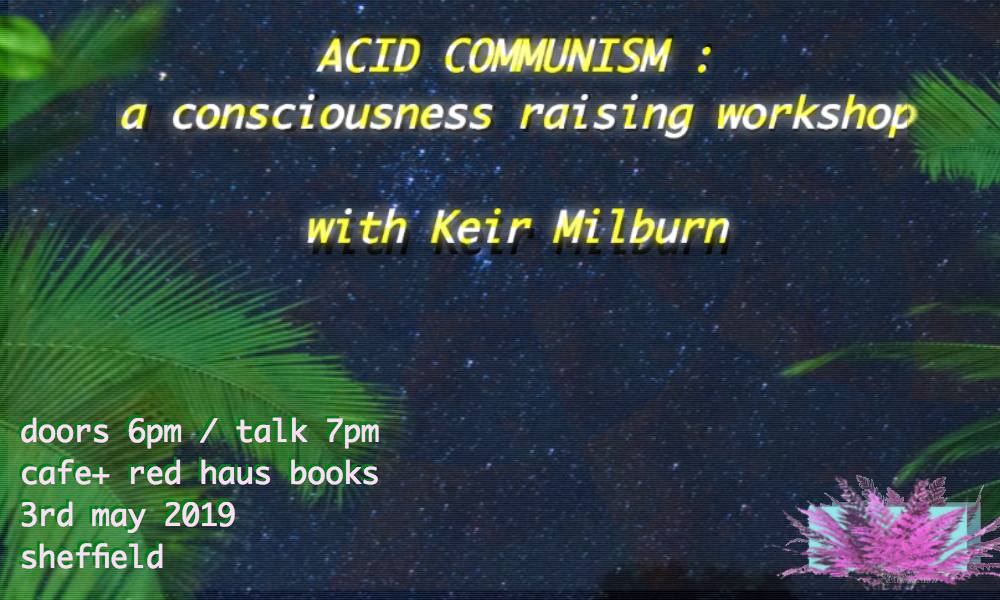 ACID COMMUNISM :
a consciousness raising workshop
with Keir Milburn
doors 6pm / talk 7pm
cafe+ red haus books
3rd may 2019
sheffield